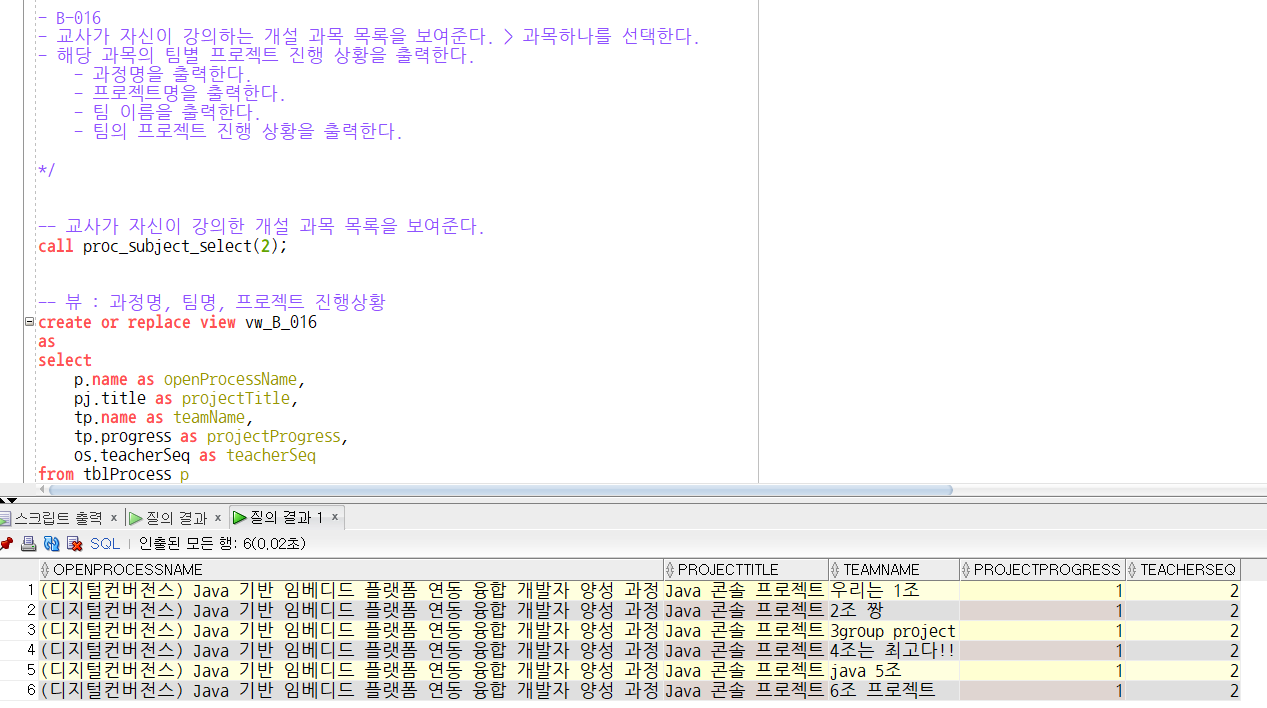 - B-016
- 교사가 자신이 강의하는 개설 과목 목록을 보여준다. > 과목하나를 선택한다.
- 해당 과목의 팀별 프로젝트 진행 상황을 출력한다.
- 과정명을 출력한다.
- 프로젝트명을 출력한다.
- 팀 이름을 출력한다.
- 팀의 프로젝트 진행 상황을 출력한다.
*/
-- 교사가 자신이 강의한 개설 과목 목록을 보여준다.
call proc_subject_select(2);
-- 뷰 : 과정명, 팀명, 프로젝트 진행상황
create or replace view vw_B_016
as
select
p.name as openProcessName,
pj.title as projectTitle,
tp.name as teamName,
tp.progress as projectProgress,
os.teacherSeq as teacherSeq
from tblProcess p
스크립트 출력 x 질의 결과 x 질의 결과 1 x
SQL | 인출된 모든 행: 6(0,02초)
OPENPROCESSNAME PROJECTTITLE TEAMNAME PROJECTPROGRESS TEACHERSEQ
1 (디지털컨버전스) Java 기반 임베디드 플랫폼 연동 융합 개발자 양성 과정 Java 콘솔 프로젝트 우리는 1조 1 2
2 (디지털컨버전스) Java 기반 임베디드 플랫폼 연동 융합 개발자 양성 과정 Java 콘솔 프로젝트 2조 짱 1 2
3 (디지털컨버전스) Java 기반 임베디드 플랫폼 연동 융합 개발자 양성 과정 Java 콘솔 프로젝트 3group project 1 2
4 (디지털컨버전스) Java 기반 임베디드 플랫폼 연동 융합 개발자 양성 과정 Java 콘솔 프로젝트 4조는 최고다!! 1 2
5 (디지털컨버전스) Java 기반 임베디드 플랫폼 연동 융합 개발자 양성 과정 Java 콘솔 프로젝트 java 5조 1 2
6 (디지털컨버전스) Java 기반 임베디드 플랫폼 연동 융합 개발자 양성 과정 Java 콘솔 프로젝트 6조 프로젝트 1 2